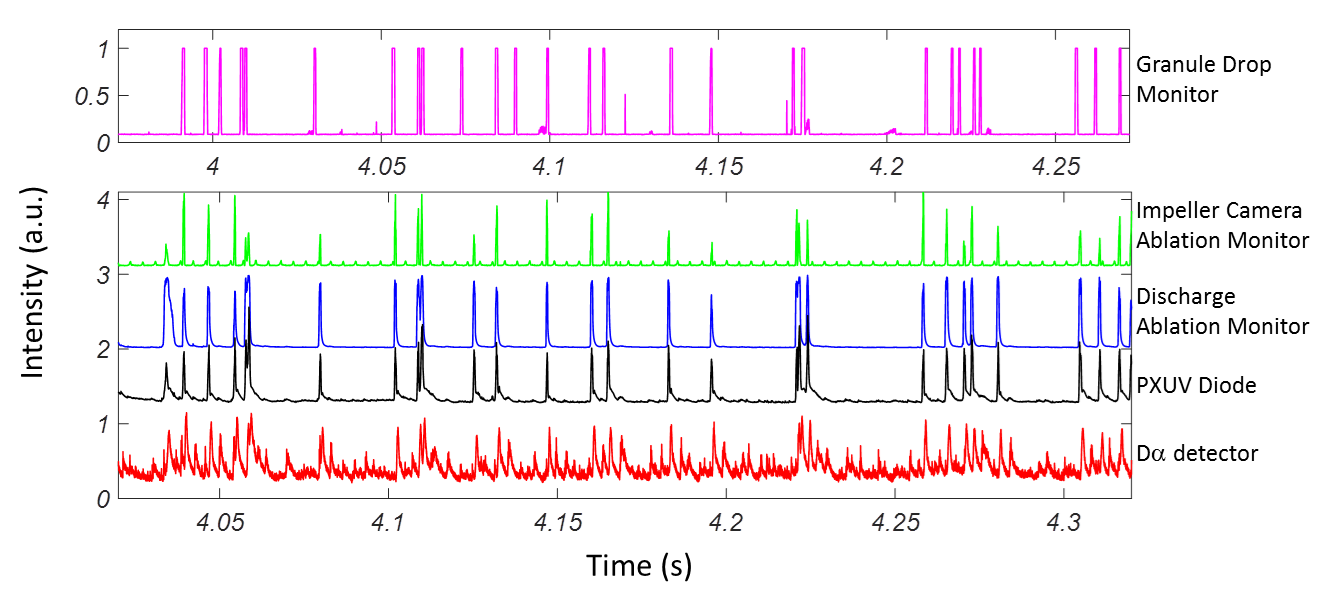 1
0.5
0
Granule Drop
Monitor
4 4.05 4.1 4.15 4.2 4.25
Intensity (a.u.)
4
3
2
1
0
Impeller Camera
Ablation Monitor
Discharge
Ablation Monitor
PXUV Diode
Dα detector
4.05 4.1 4.15 4.2 4.25 4.3
Time (s)